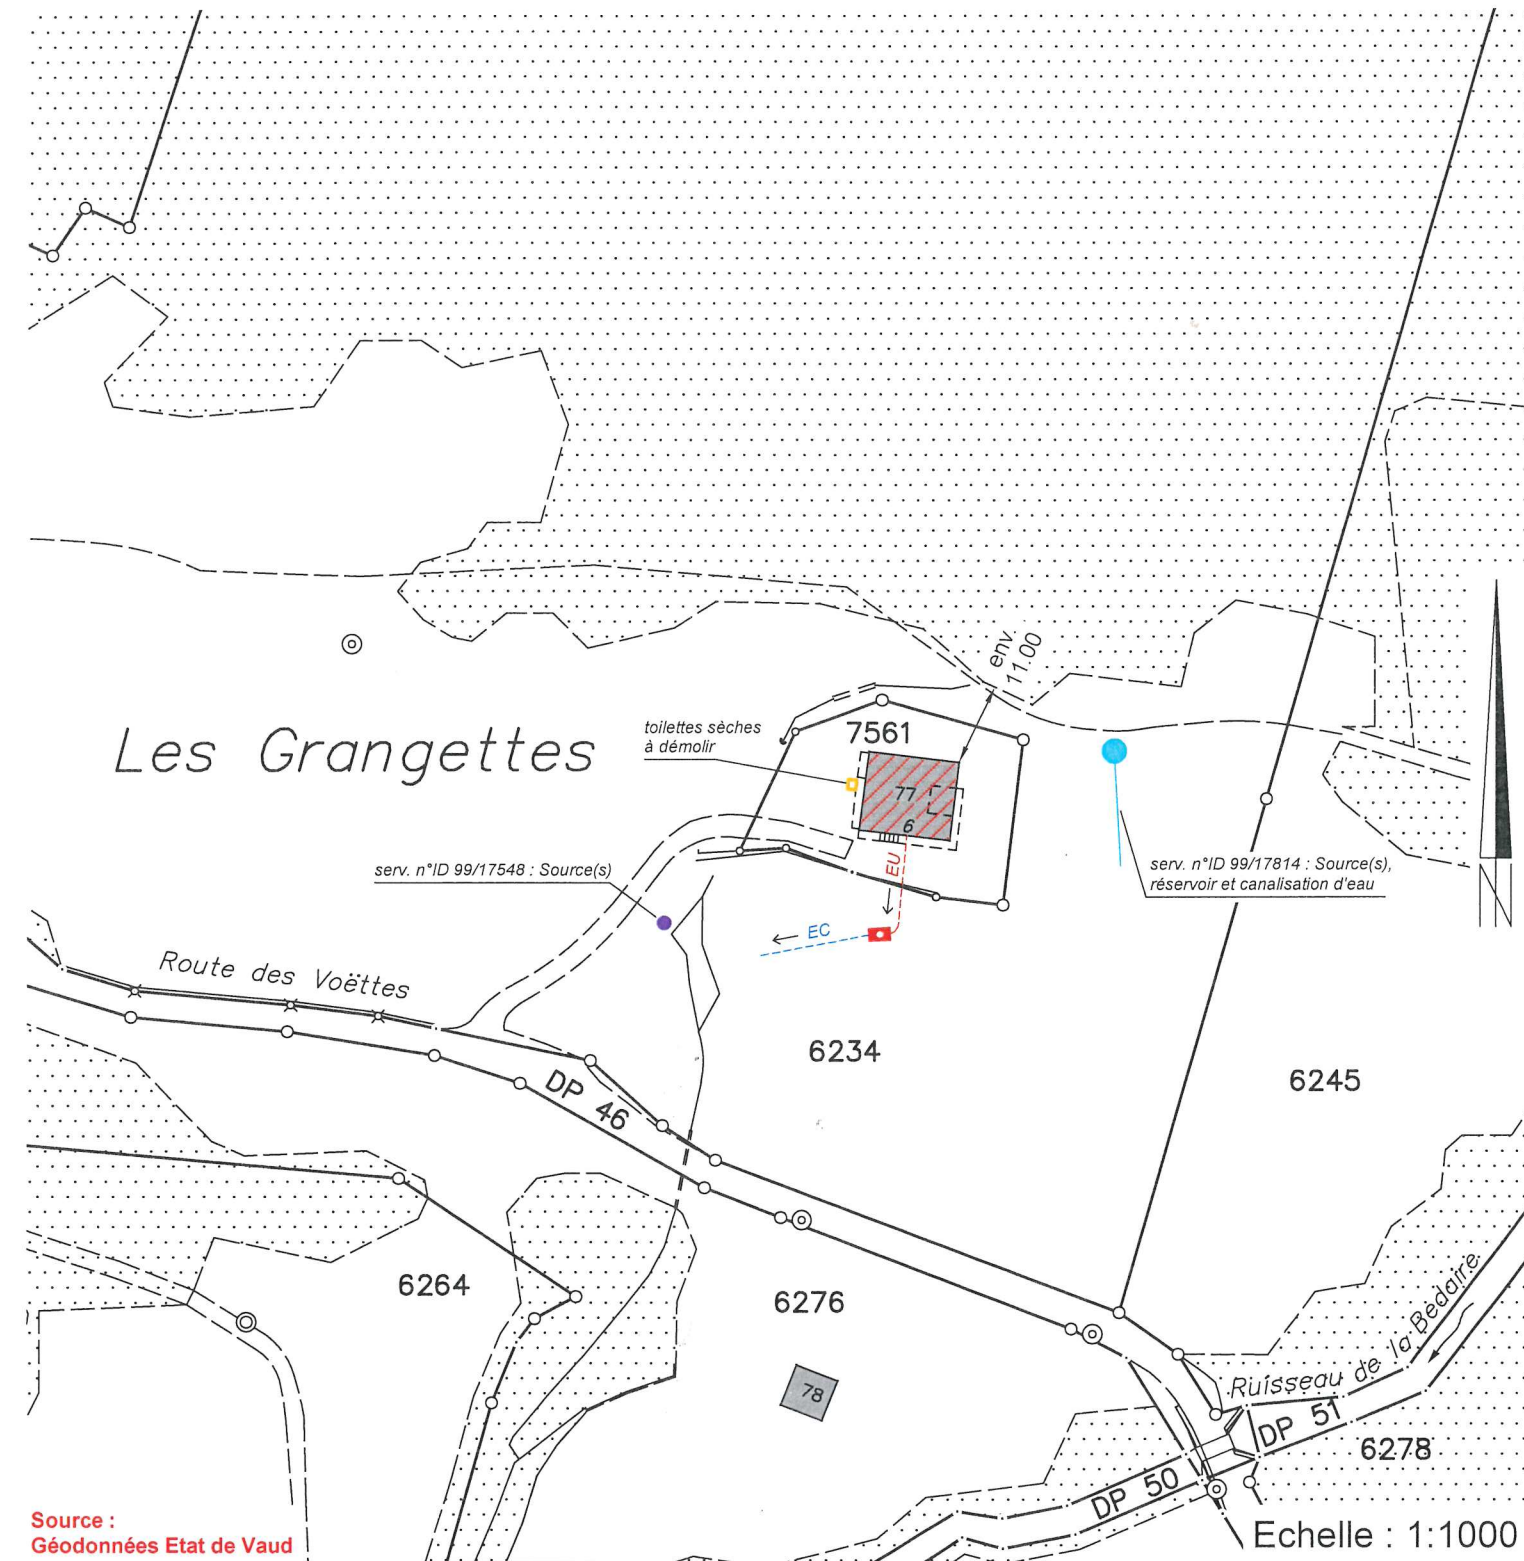 env.
11.00
toilettes sèches
à démolir
7561
Les Grangettes
77
6
serv. n°ID 99/17548 : Source(s)
EU
serv. n°ID 99/17814 : Source(s),
réservoir et canalisation d'eau
EC
N
Route des Voëttes
6234
6245
DP 46
6264
6276
Ruisseau de la Bedaire
78
DP 51
6278
DP 50
Source :
Géodonnées Etat de Vaud
Echelle : 1:1000